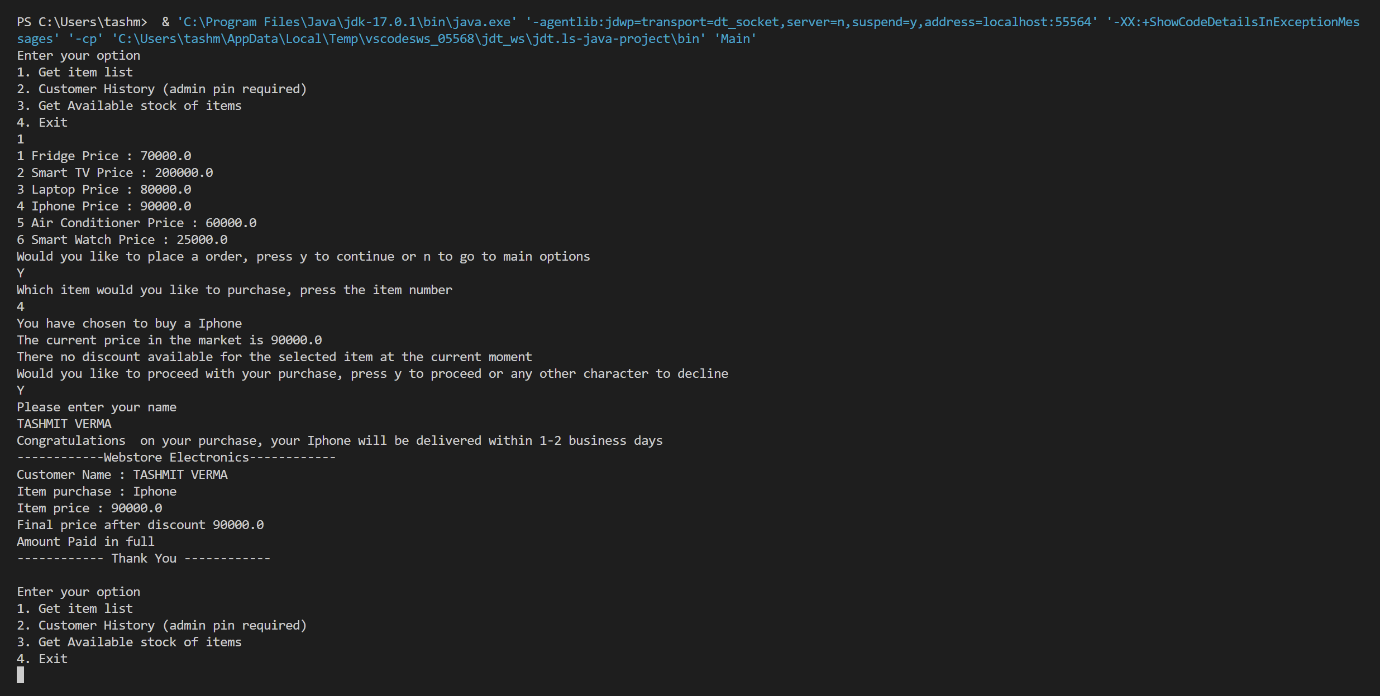 PS C:\Users\tashm>  & 'C:\Program Files\Java\jdk-17.0.1\bin\java.exe' '-agentlib:jdwp=transport=dt_socket,server=n,suspend=y,address=localhost:55564' '-XX:+ShowCodeDetailsInExceptionMes
sages' '-cp' 'C:\Users\tashm\AppData\Local\Temp\vscodesws_05568\jdt_ws\jdt.ls-java-project\bin' 'Main'
Enter your option
1. Get item list
2. Customer History (admin pin required)
3. Get Available stock of items
4. Exit
1
1 Fridge Price : 70000.0
2 Smart TV Price : 200000.0
3 Laptop Price : 80000.0
4 Iphone Price : 90000.0
5 Air Conditioner Price : 60000.0
6 Smart Watch Price : 25000.0
Would you like to place a order, press y to continue or n to go to main options
Y
Which item would you like to purchase, press the item number
4
You have chosen to buy a Iphone
The current price in the market is 90000.0
There no discount available for the selected item at the current moment
Would you like to proceed with your purchase, press y to proceed or any other character to decline
Y
Please enter your name
TASHMIT VERMA
Congratulations  on your purchase, your Iphone will be delivered within 1-2 business days
------------Webstore Electronics------------
Customer Name : TASHMIT VERMA
Item purchase : Iphone
Item price : 90000.0
Final price after discount 90000.0
Amount Paid in full
------------ Thank You ------------
Enter your option
1. Get item list
2. Customer History (admin pin required)
3. Get Available stock of items
4. Exit